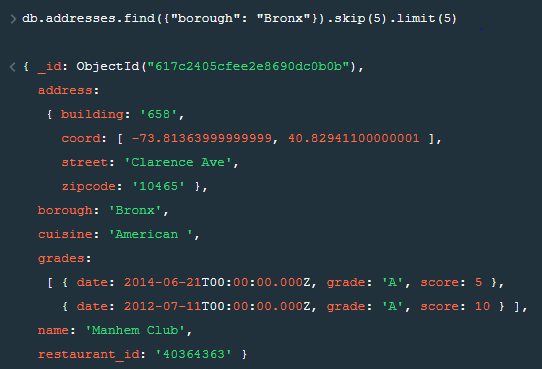 > db.addresses.find({"borough": "Bronx"}).skip(5).limit(5)
< { _id: ObjectId("617c2405cfee2e8690dc0b0b"),
address:
{ building: '658',
coord: [ -73.81363999999999, 40.82941100000001 ],
street: 'Clarence Ave',
zipcode: '10465' },
borough: 'Bronx',
cuisine: 'American ',
grades:
[ { date: 2014-06-21T00:00:00.000Z, grade: 'A', score: 5 },
{ date: 2012-07-11T00:00:00.000Z, grade: 'A', score: 10 } ],
name: 'Manhem Club',
restaurant_id: '40364363' }